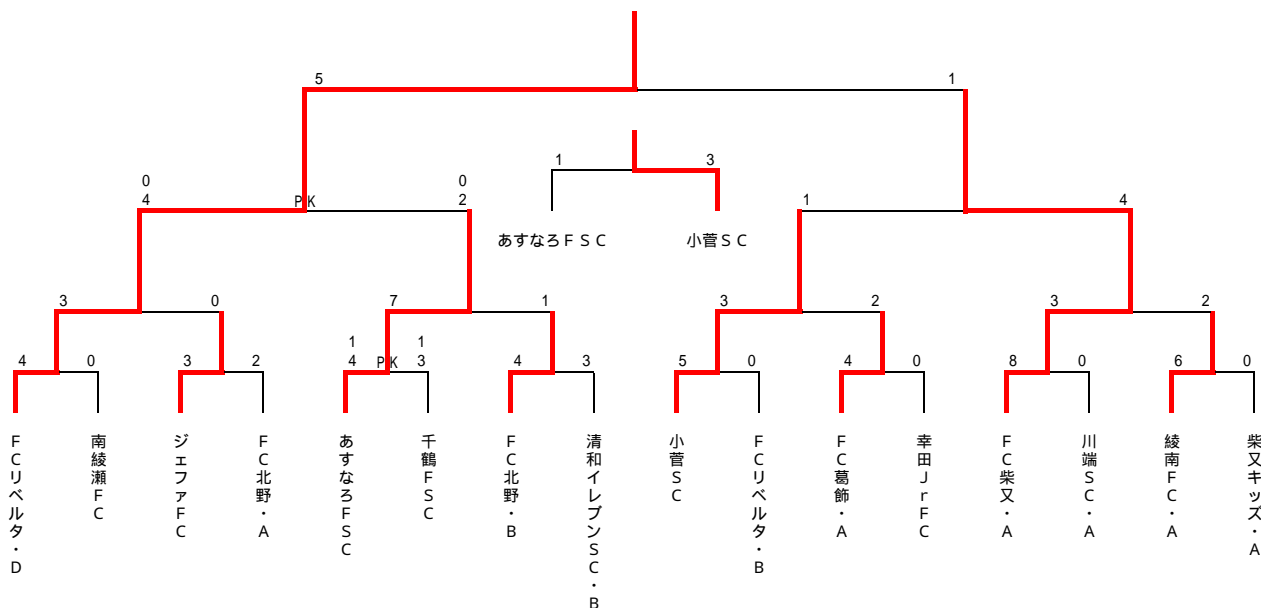 5 1
1 3
0 0
4 PK 2
1 4
あすなろＦＳＣ 小菅ＳＣ
3 0 7 1 3 2 3 2
1 1
4 0 3 2 4 PK 3 4 3 5 0 4 0 8 0 6 0
ＦＣリベルタ・Ｄ
南綾瀬ＦＣ
ジェファＦＣ
ＦＣ北野・Ａ
あすなろＦＳＣ
千鶴ＦＳＣ
ＦＣ北野・Ｂ
清和イレブンＳＣ・Ｂ
小菅ＳＣ
ＦＣリベルタ・Ｂ
ＦＣ葛飾・Ａ
幸田ＪｒＦＣ
ＦＣ柴又・Ａ
川端ＳＣ・Ａ
綾南ＦＣ・Ａ
柴又キッズ・Ａ